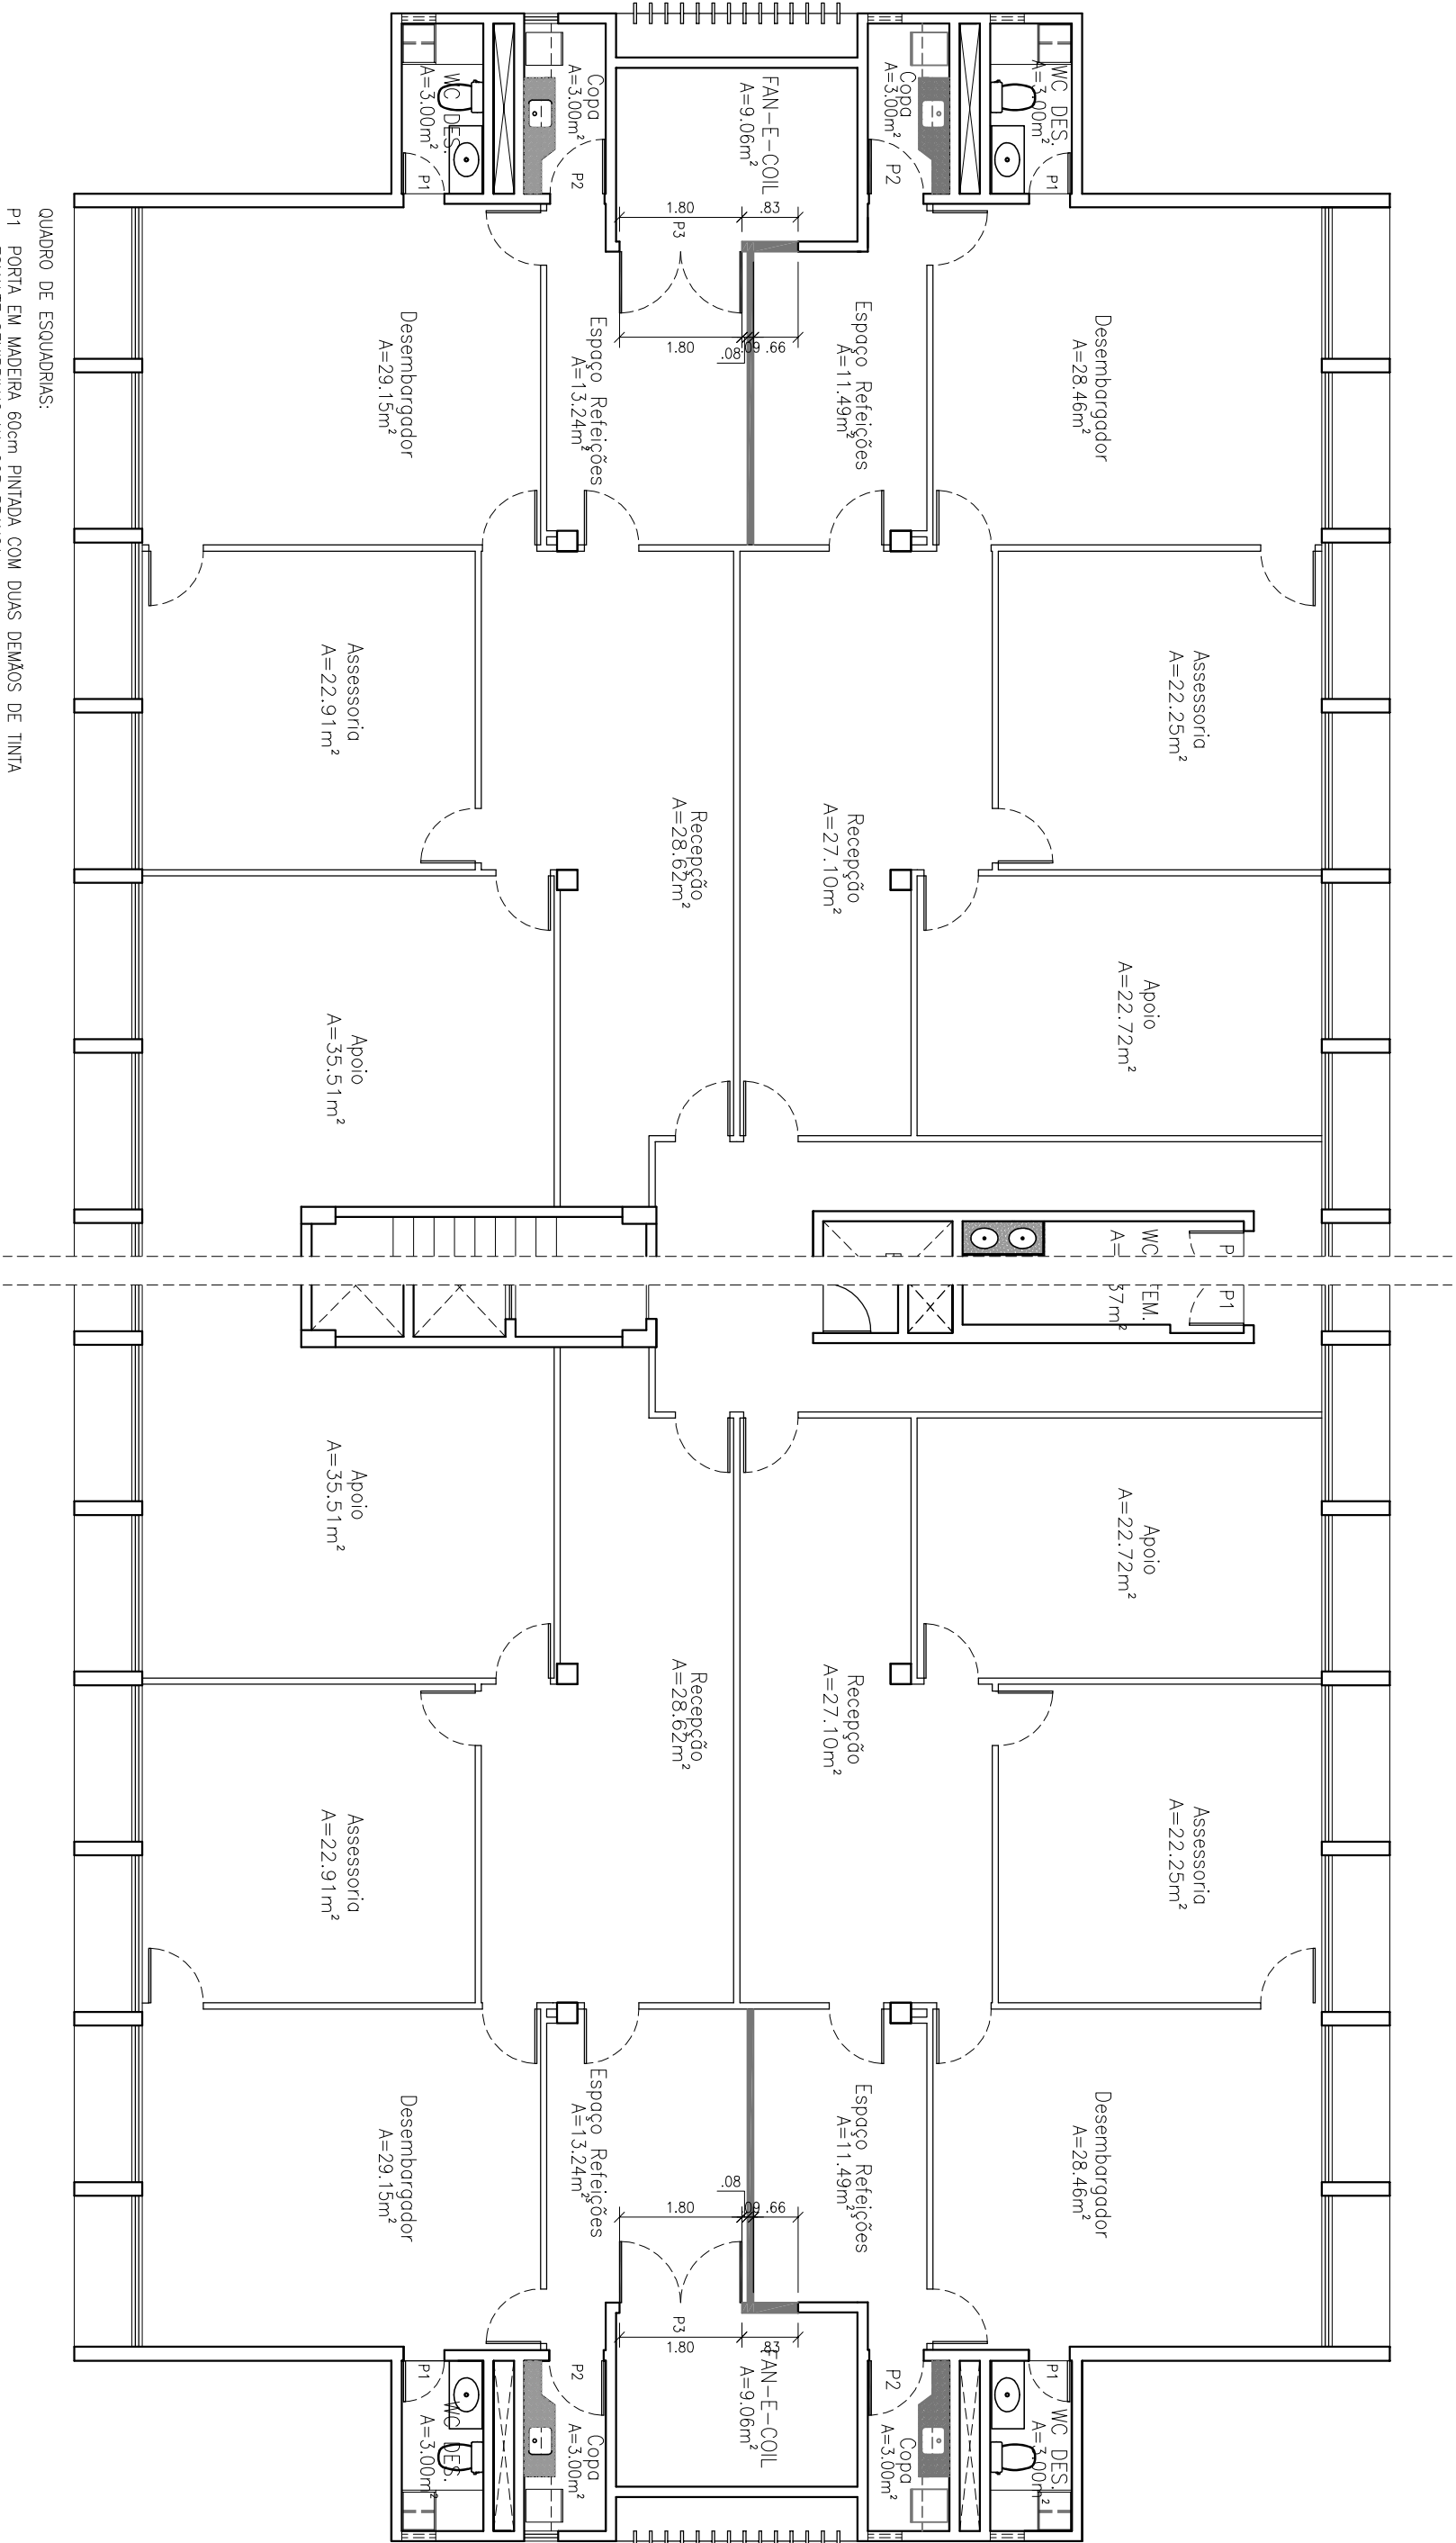 WC DES.
A=3.00m²
P1
Copa
A=3.00m²
P2
FAN-E-COIL
A=9.06m²
Copa
A=3.00m²
P2
WC DES.
A=3.00m²
P1
1.80
.83
P3
1.80
.08
.09
.66
Desembargador
A=29.15m²
Espaço Refeições
A=13.24m²
Espaço Refeições
A=11.49m²
Desembargador
A=28.46m²
Assessoria
A=22.91m²
Recepção
A=28.62m²
Recepção
A=27.10m²
Assessoria
A=22.25m²
Apoio
A=35.51m²
Apoio
A=22.72m²
WC
FEM.
37m²
P1
Apoio
A=35.51m²
Apoio
A=22.72m²
Recepção
A=28.62m²
Recepção
A=27.10m²
Assessoria
A=22.91m²
Assessoria
A=22.25m²
Desembargador
A=29.15m²
Espaço Refeições
A=13.24m²
Espaço Refeições
A=11.49m²
Desembargador
A=28.46m²
.08
1.80
.09
.66
P3
1.80
.83
WC DES.
A=3.00m²
P1
Copa
A=3.00m²
P2
FAN-E-COIL
A=9.06m²
Copa
A=3.00m²
P2
WC DES.
A=3.00m²
P1
QUADRO DE ESQUADRIAS:
P1 PORTA EM MADEIRA 60cm PINTADA COM DUAS DEMÃOS DE TINTA